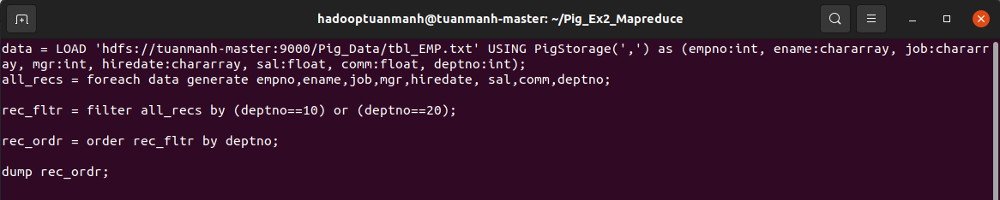 hadooptuanmanh@tuanmanh-master: ~/Pig_Ex2_Mapreduce
data = LOAD 'hdfs://tuanmanh-master:9000/Pig_Data/tbl_EMP.txt' USING PigStorage(',') as (empno:int, ename:chararray, job:charar
ray, mgr:int, hiredate:chararray, sal:float, comm:float, deptno:int);
all_recs = foreach data generate empno,ename,job,mgr,hiredate, sal,comm,deptno;
rec_fltr = filter all_recs by (deptno==10) or (deptno==20);
rec_ordr = order rec_fltr by deptno;
dump rec_ordr;